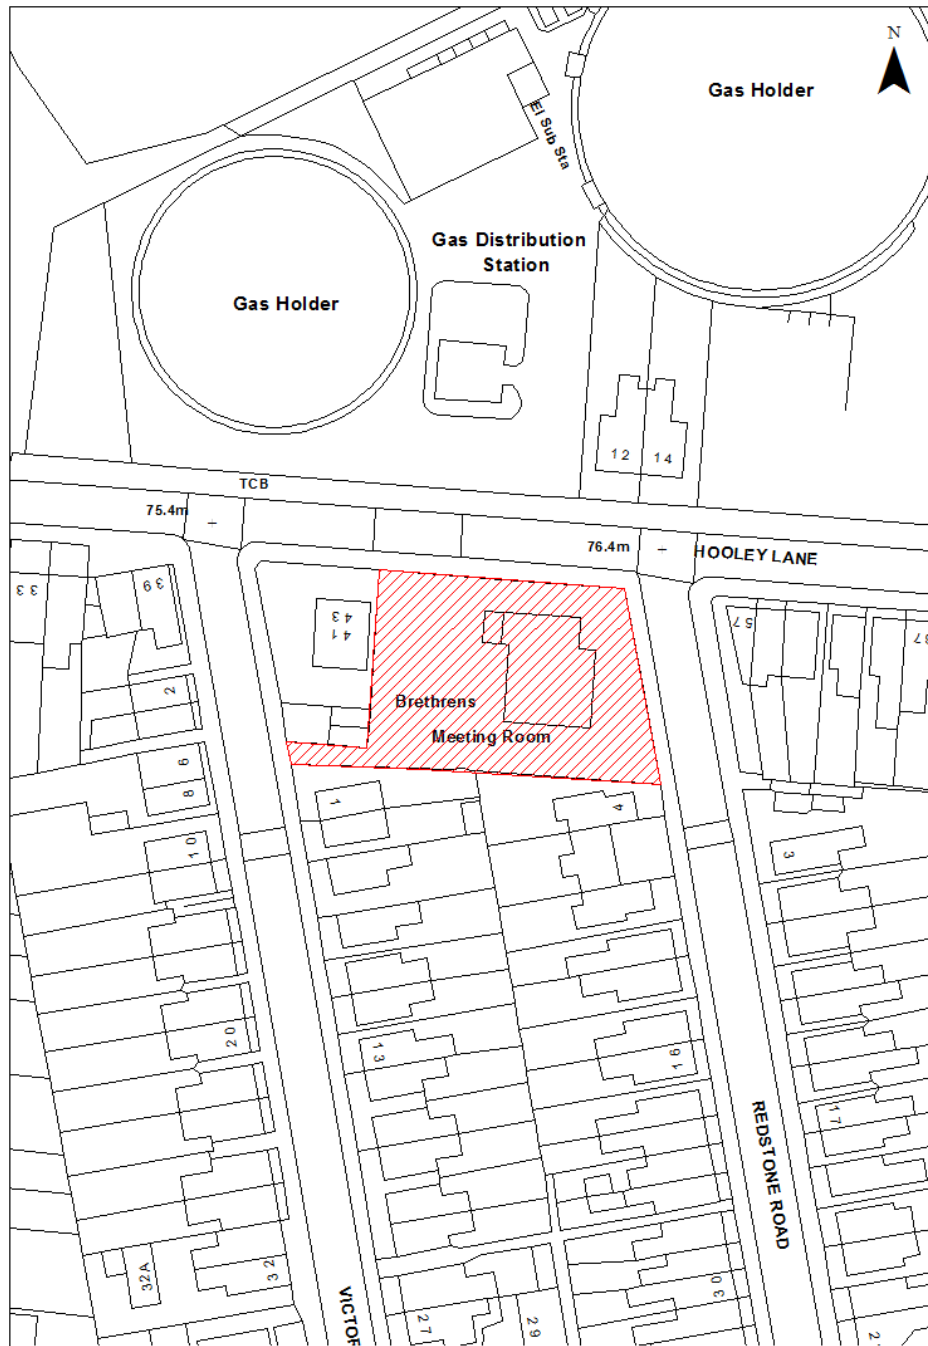 N
Gas Holder
El Sub Sta
Gas Distribution
Station
Gas Holder
12
14
TCB
75.4m
76.4m
HOOLEY LANE
33
39
43
41
57
2
Brethrens
Meeting Room
6
8
1
4
10
3
20
13
16
17
REDSTONE ROAD
32A
32
30
VICTOR
27
29